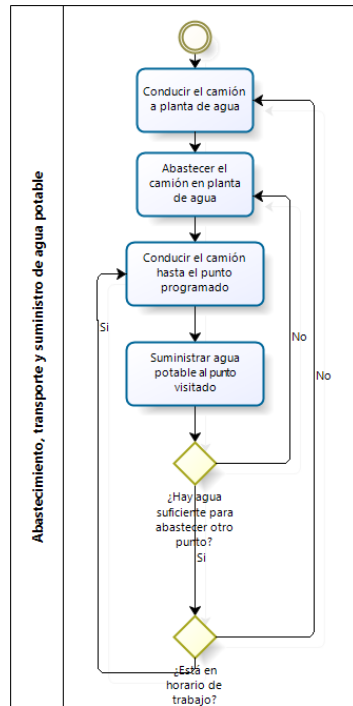 Abastecimiento, transporte y suministro de agua potable
Conducir el camión
a planta de agua
Abastecer el
camión en planta
de agua
Conducir el camión
hasta el punto
programado
Si
No
No
Suministrar agua
potable al punto
visitado
¿Hay agua
suficiente para
abastecer otro
punto?
Si
¿Está en
horario de
trabajo?